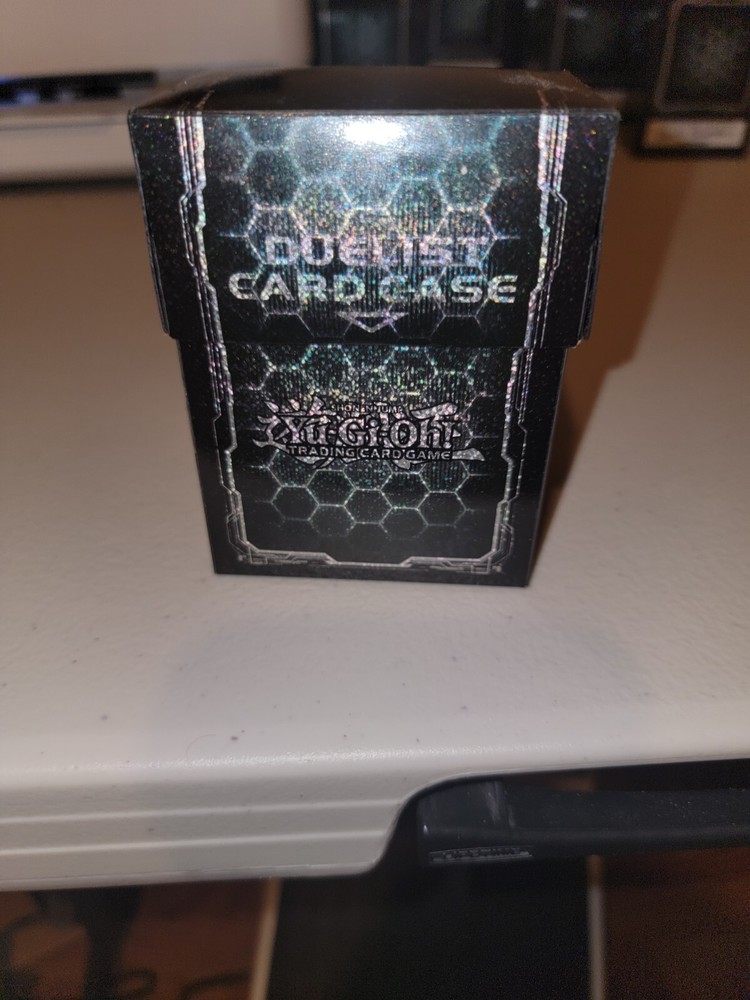 DUELIST
CARD CASE
Yu-Gi-Oh!
TRADING CARD GAME